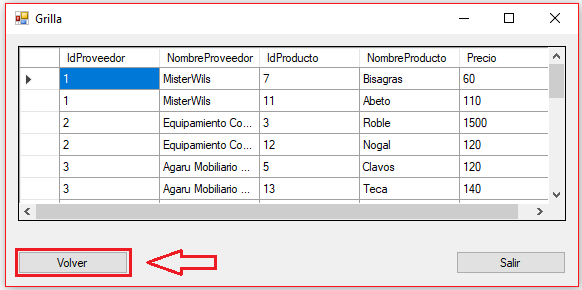 Grilla
IdProveedor NombreProveedor IdProducto NombreProducto Precio
1 MisterWils 7 Bisagras 60
1 MisterWils 11 Abeto 110
2 Equipamiento Co... 3 Roble 1500
2 Equipamiento Co... 12 Nogal 120
3 Agaru Mobiliario ... 5 Clavos 120
3 Agaru Mobiliario ... 13 Teca 140
Volver Salir